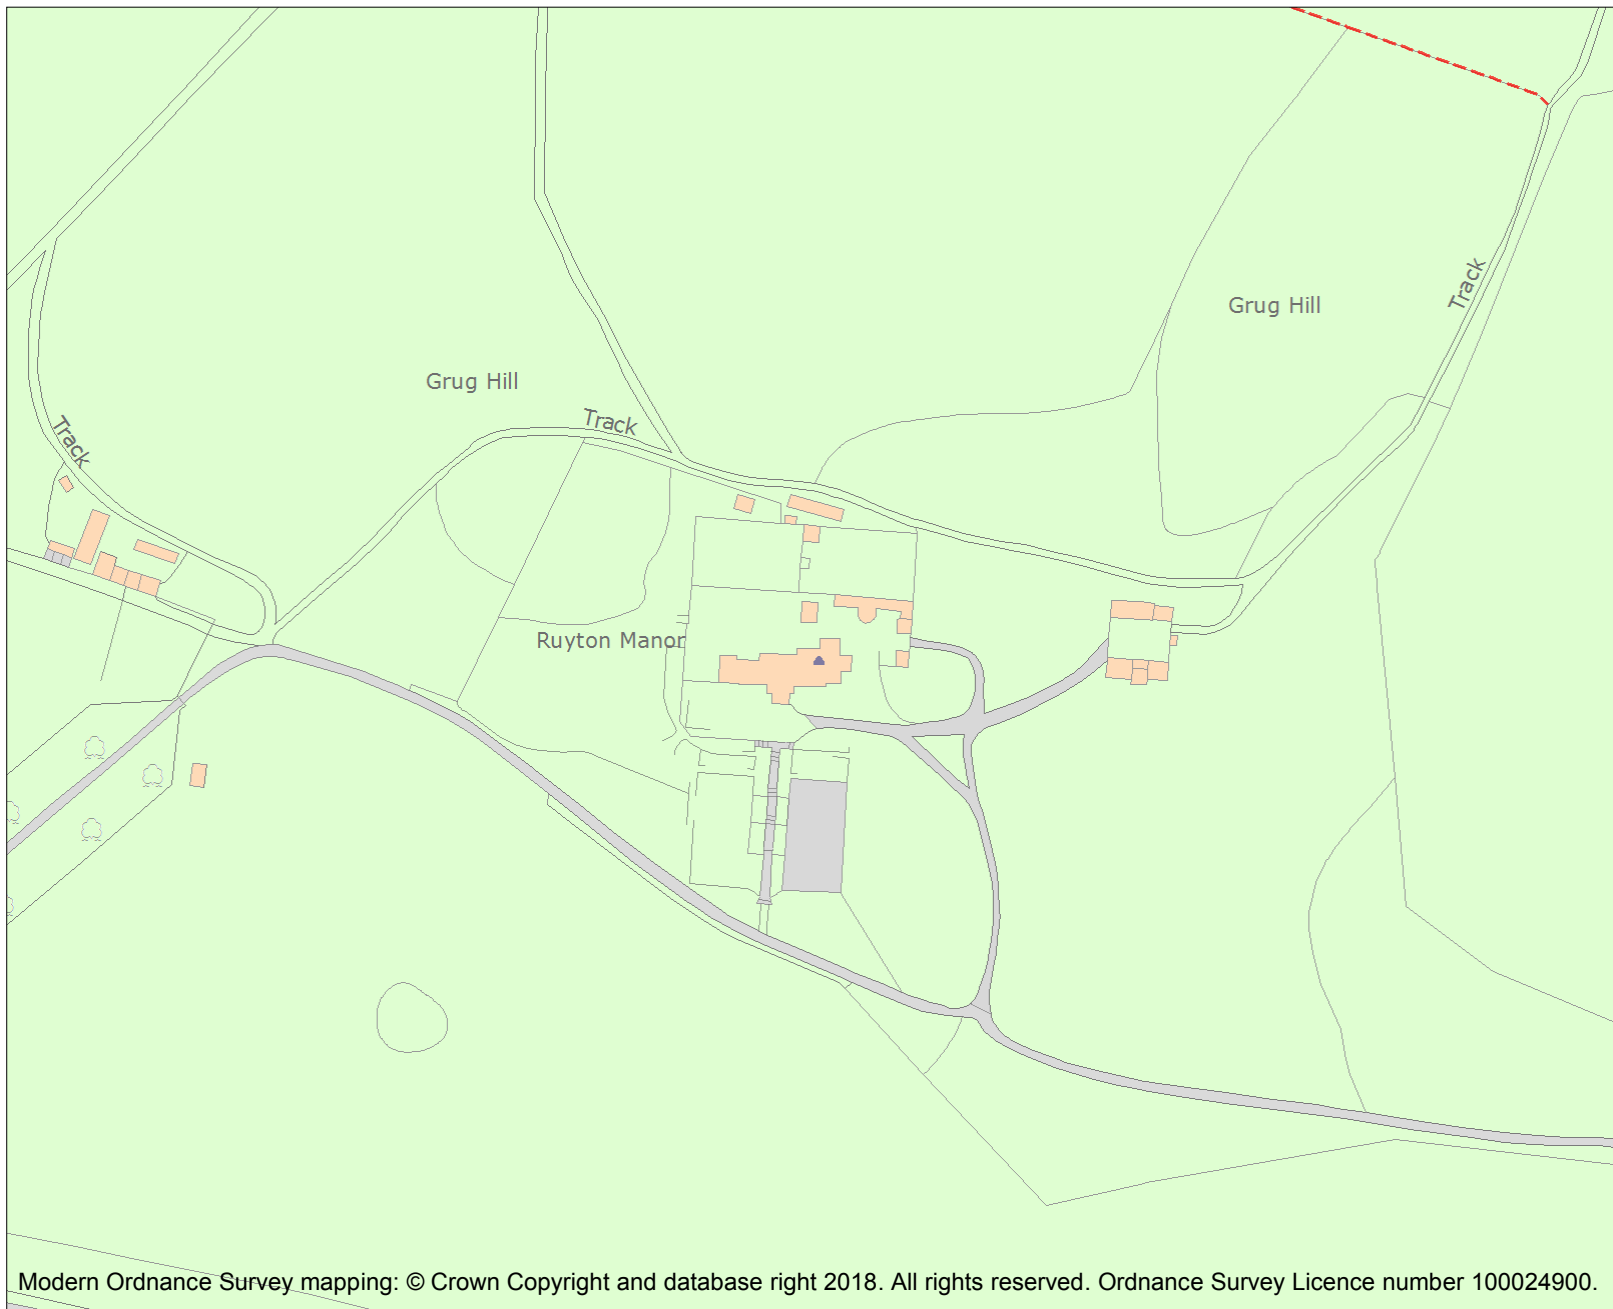 Grug Hill
Track
Grug Hill
Track
Track
Ruyton Manor
Modern Ordnance Survey mapping: © Crown Copyright and database right 2018. All rights reserved. Ordnance Survey Licence number 100024900.